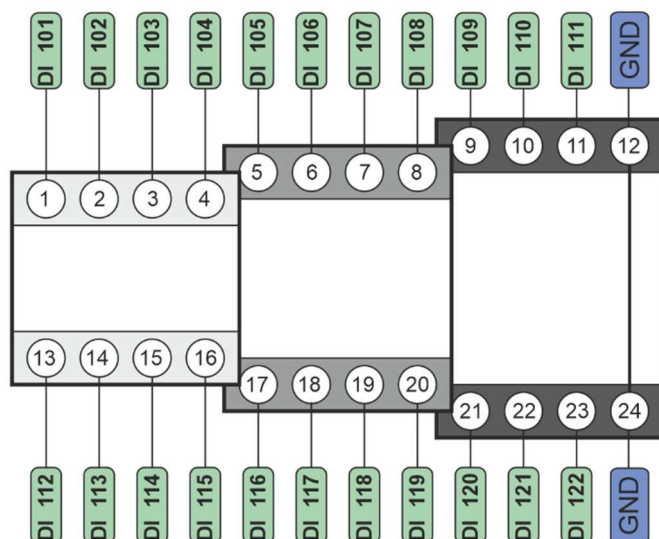 DI 101 DI 102 DI 103 DI 104 DI 105 DI 106 DI 107 DI 108 DI 109 DI 110 DI 111 GND
1 2 3 4 5 6 7 8 9 10 11 12
13 14 15 16 17 18 19 20 21 22 23 24
DI 112 DI 113 DI 114 DI 115 DI 116 DI 117 DI 118 DI 119 DI 120 DI 121 DI 122 GND